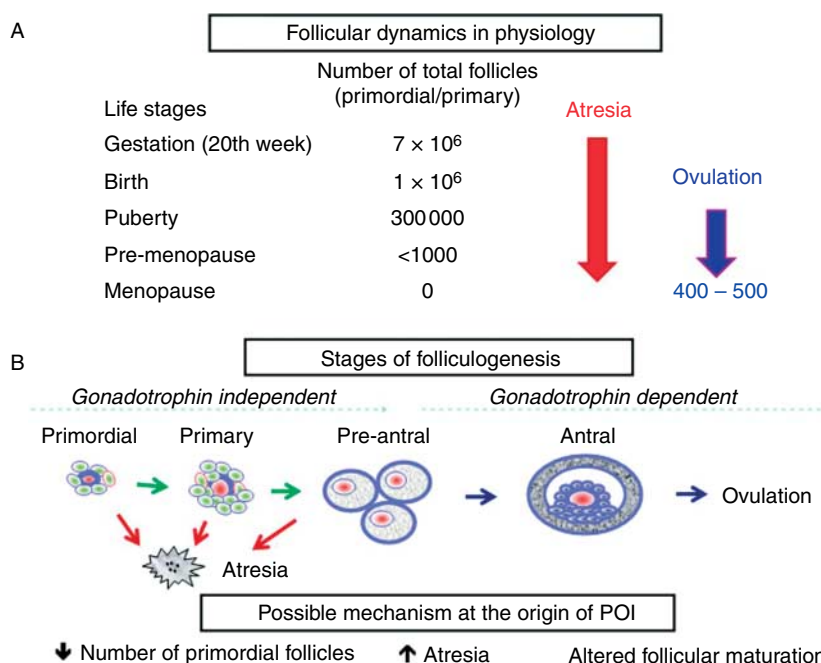 A
Follicular dynamics in physiology
Number of total follicles
(primordial/primary)
Life stages
Atresia
Gestation (20th week) 7 × 10⁶
Birth 1 × 10⁶
Ovulation
Puberty 300 000
Pre-menopause <1000
Menopause 0 400 – 500
B
Stages of folliculogenesis
Gonadotrophin independent Gonadotrophin dependent
Primordial Primary Pre-antral Antral
Ovulation
Atresia
Possible mechanism at the origin of POI
🡇 Number of primordial follicles 🡅 Atresia Altered follicular maturation